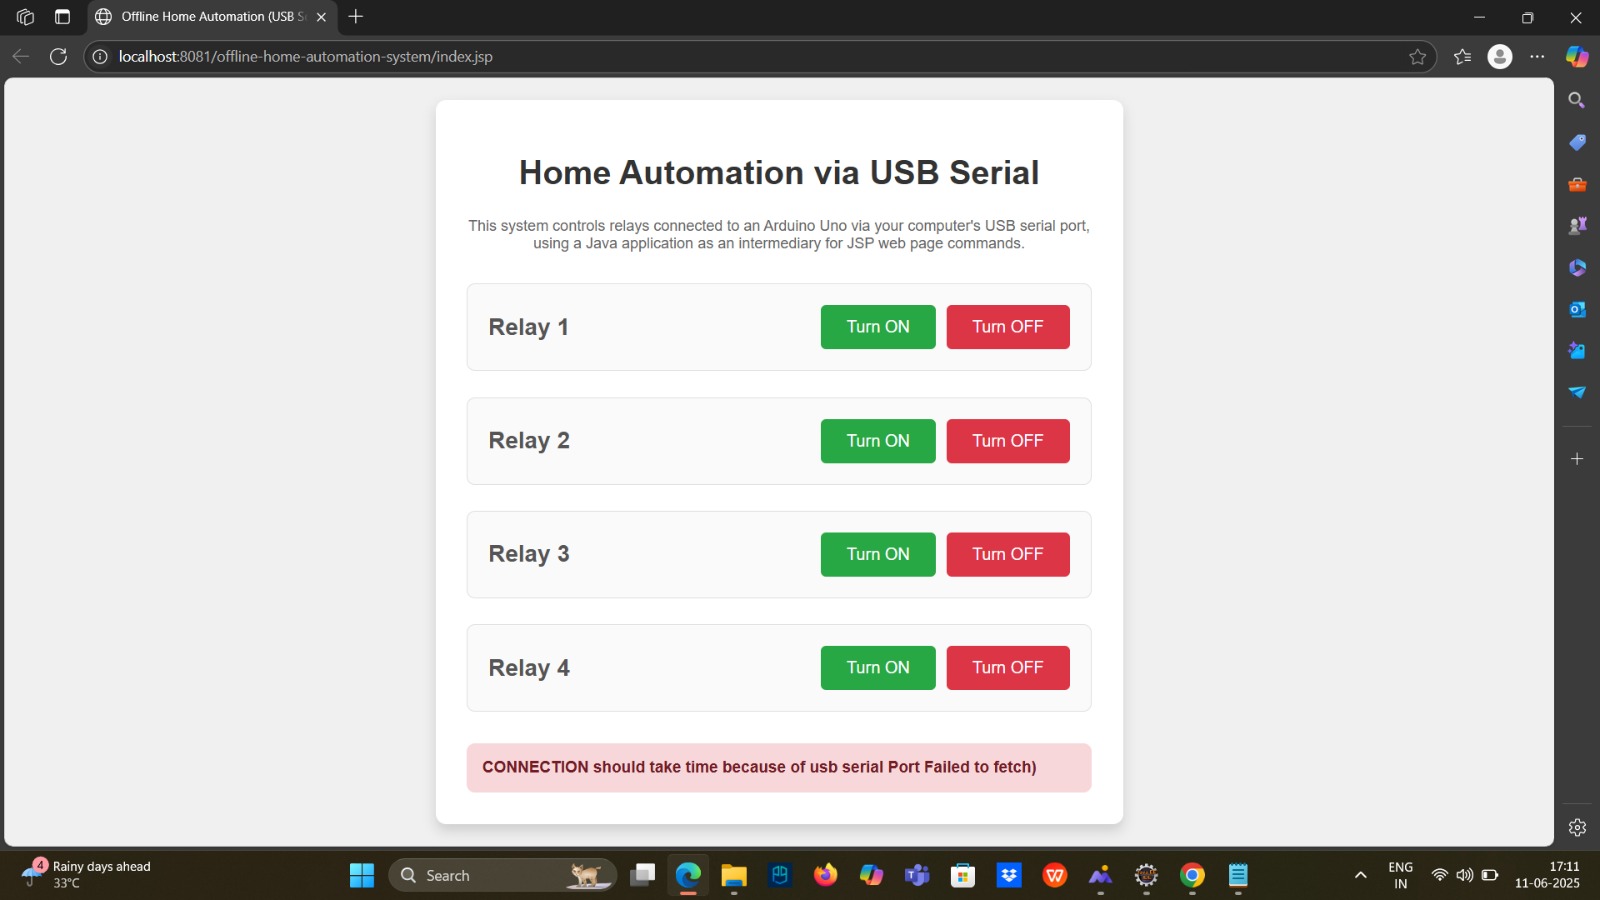 Offline Home Automation (USB S
localhost:8081/offline-home-automation-system/index.jsp
Home Automation via USB Serial
This system controls relays connected to an Arduino Uno via your computer's USB serial port,
using a Java application as an intermediary for JSP web page commands.
Relay 1
Turn ON
Turn OFF
Relay 2
Turn ON
Turn OFF
Relay 3
Turn ON
Turn OFF
Relay 4
Turn ON
Turn OFF
CONNECTION should take time because of usb serial Port Failed to fetch)
4
Rainy days ahead
33°C
Search
ENG
IN
17:11
11-06-2025